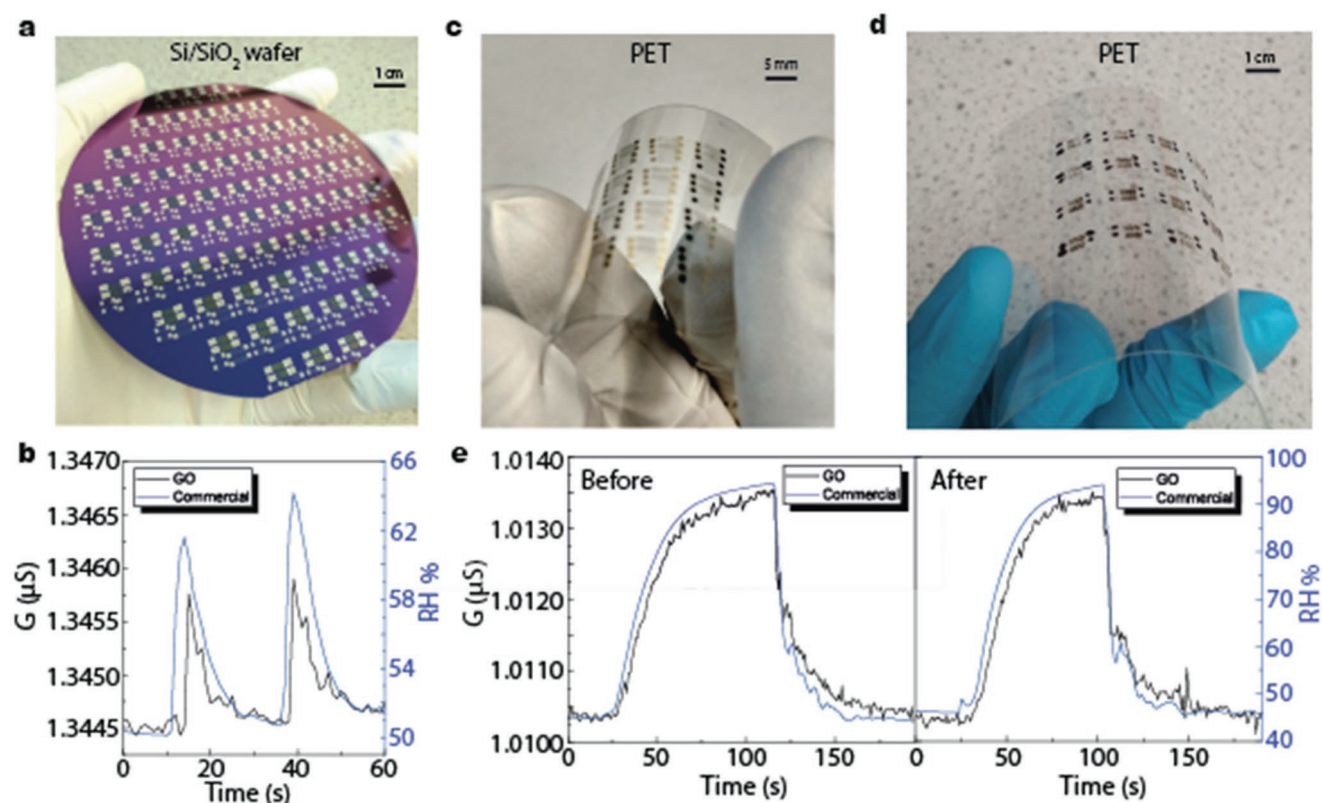 a
Si/SiO2 wafer
1 cm
c
PET
5 mm
d
PET
1 cm
b
1.3470
1.3465
1.3460
1.3455
1.3450
1.3445
G (µS)
GO
Commercial
66
62
58
54
50
RH %
0 20 40 60
Time (s)
e
1.0140
1.0130
1.0120
1.0110
1.0100
G (µS)
Before
GO
Commercial
0 50 100 150
Time (s)
After
GO
Commercial
100
90
80
70
60
50
40
RH %
0 50 100 150
Time (s)